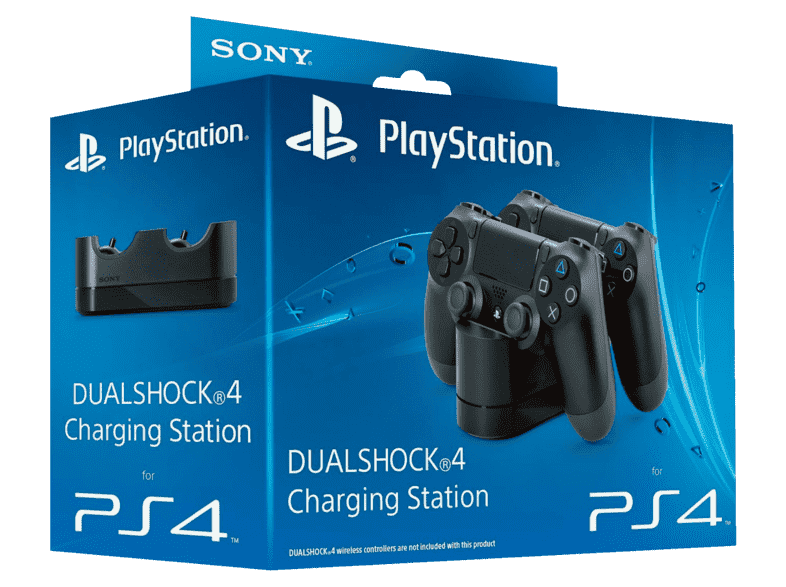 SONY®
PlayStation®
SONY
DUALSHOCK®4
Charging Station
for
PS4™
PlayStation®
DUALSHOCK®4
Charging Station
for
PS4™
DUALSHOCK®4 wireless controllers are not included with this product